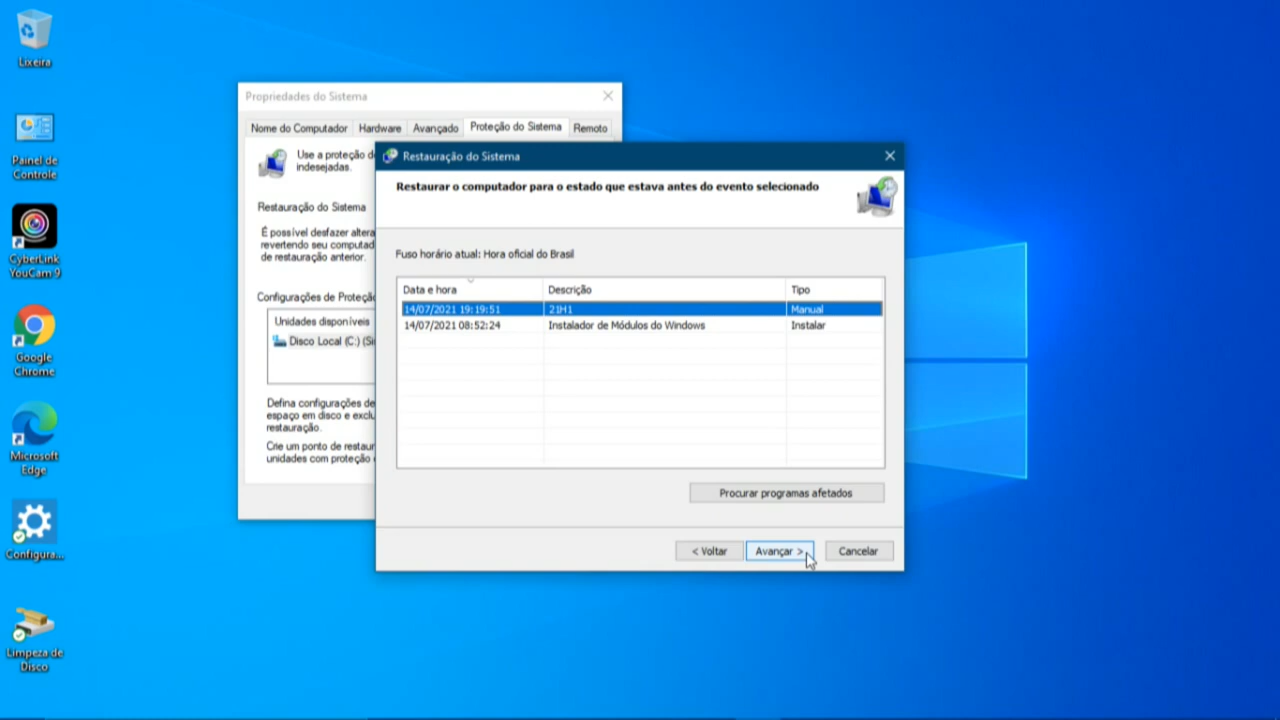 Lixeira
Painel de
Controle
CyberLink
YouCam 9
Google
Chrome
Microsoft
Edge
Configura...
Limpeza de
Disco
Propriedades do Sistema
Nome do Computador
Hardware
Avançado
Proteção do Sistema
Remoto
Use a proteção d
indesejadas.
Restauração do Sistema
É possível desfazer altera
revertendo seu computad
de restauração anterior.
Configurações de Proteçã
Unidades disponíveis
Disco Local (C:) (Si
Defina configurações de
espaço em disco e exclu
restauração.
Crie um ponto de restaur
unidades com proteção
Restauração do Sistema
Restaurar o computador para o estado que estava antes do evento selecionado
Fuso horário atual: Hora oficial do Brasil
Data e hora Descrição Tipo
14/07/2021 19:19:51 21H1 Manual
14/07/2021 08:52:24 Instalador de Módulos do Windows Instalar
Procurar programas afetados
< Voltar
Avançar >
Cancelar